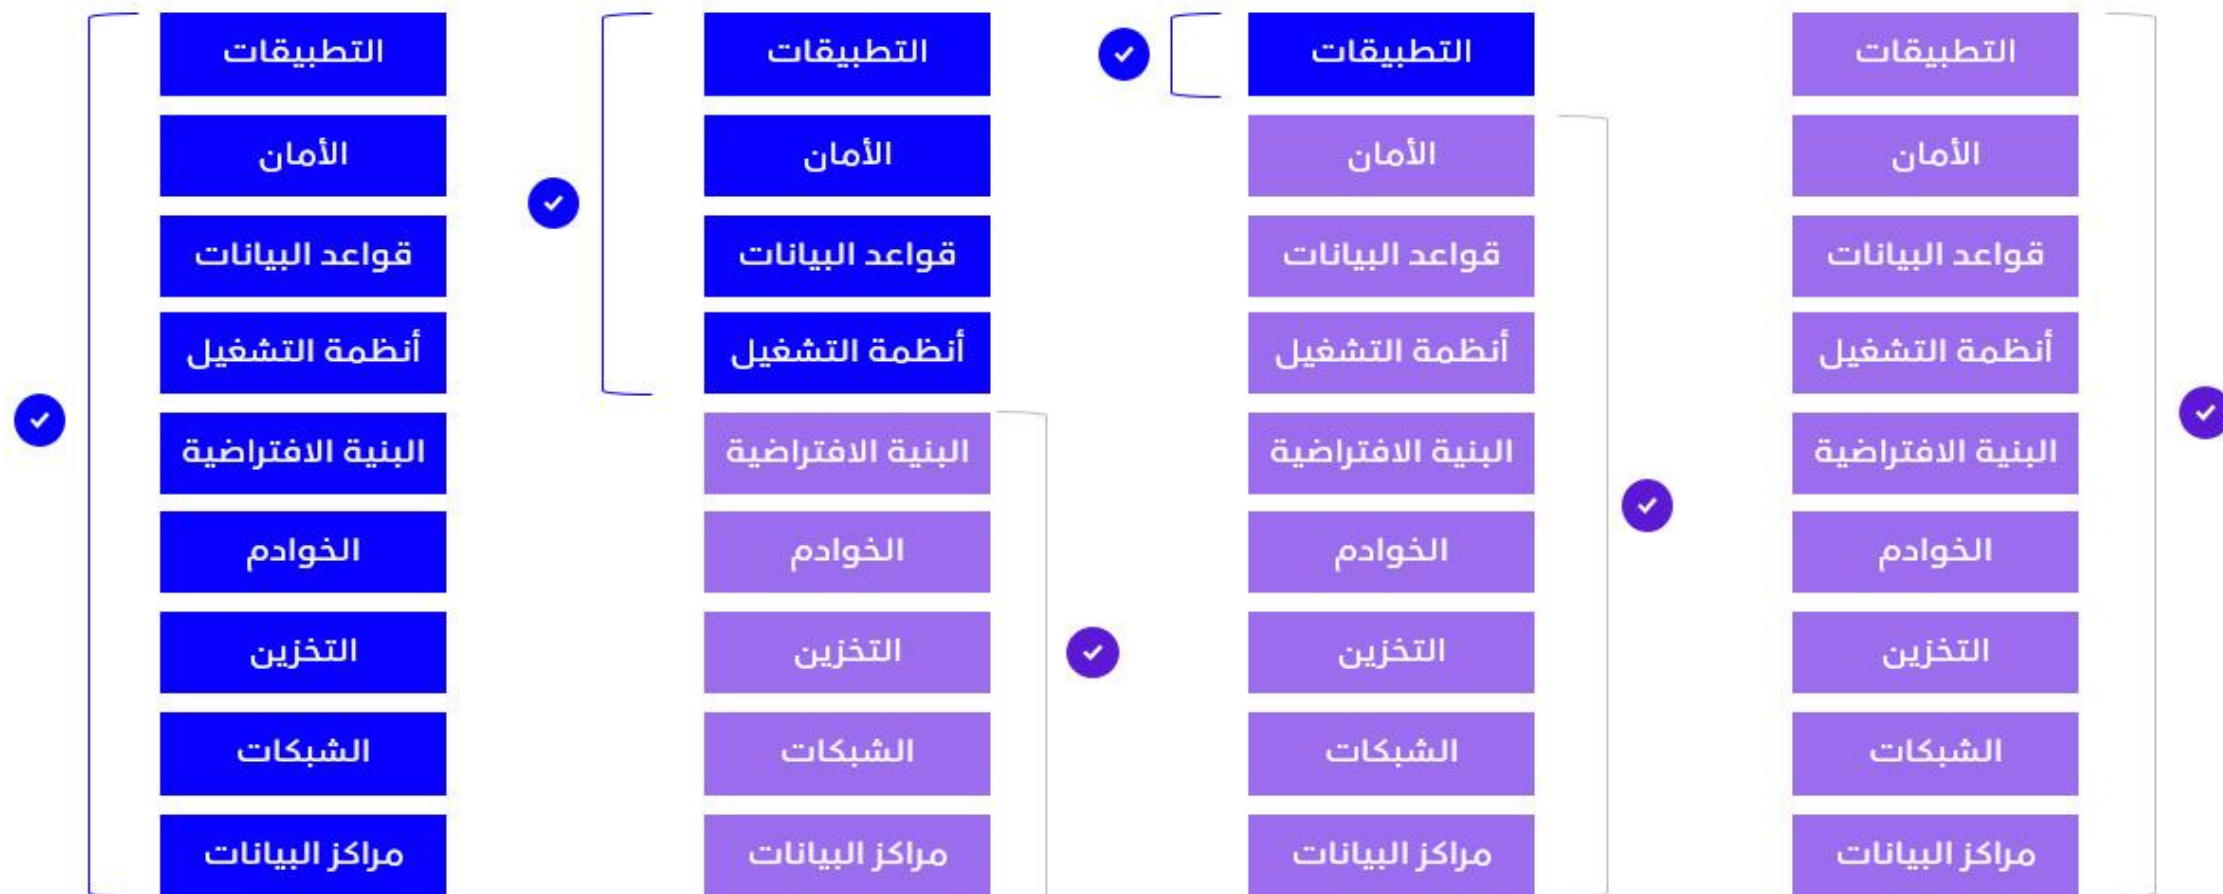 التطبيقات
الأمان
قواعد البيانات
أنظمة التشغيل
البنية الافتراضية
الخوادم
التخزين
الشبكات
مراكز البيانات
التطبيقات
الأمان
قواعد البيانات
أنظمة التشغيل
البنية الافتراضية
الخوادم
التخزين
الشبكات
مراكز البيانات
التطبيقات
الأمان
قواعد البيانات
أنظمة التشغيل
البنية الافتراضية
الخوادم
التخزين
الشبكات
مراكز البيانات
التطبيقات
الأمان
قواعد البيانات
أنظمة التشغيل
البنية الافتراضية
الخوادم
التخزين
الشبكات
مراكز البيانات